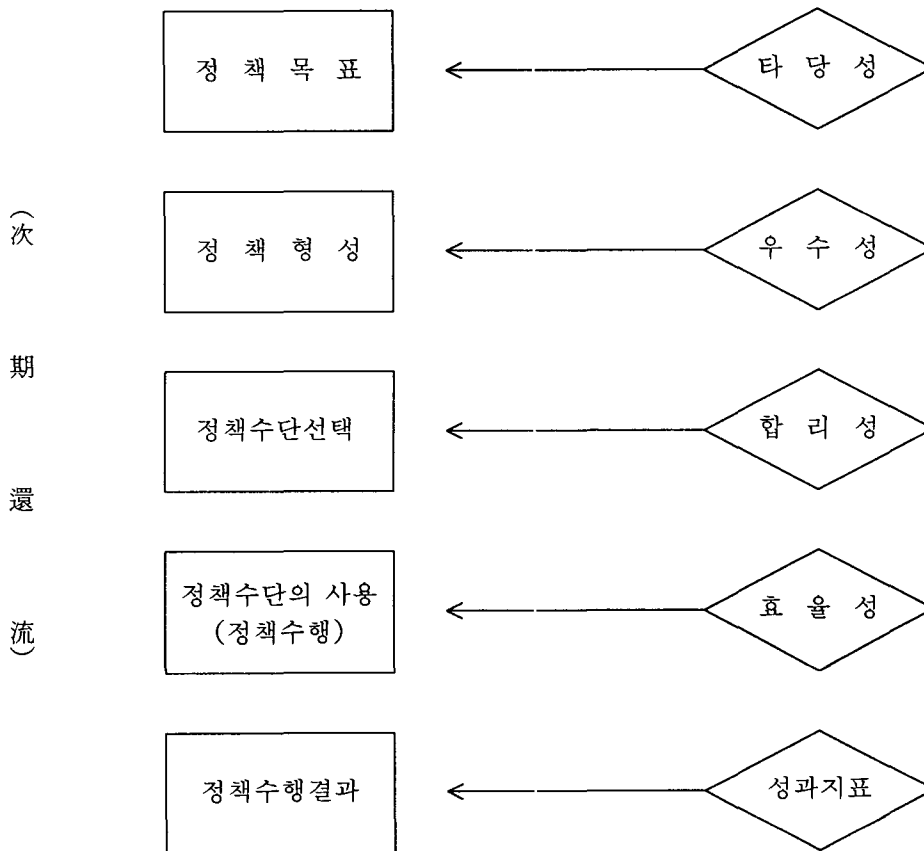 정 책 목 표
타 당 성
정 책 형 성
우 수 성
정책수단선택
합 리 성
정책수단의 사용
(정책수행)
효 율 성
정책수행결과
성과지표
(次 期 還 流)